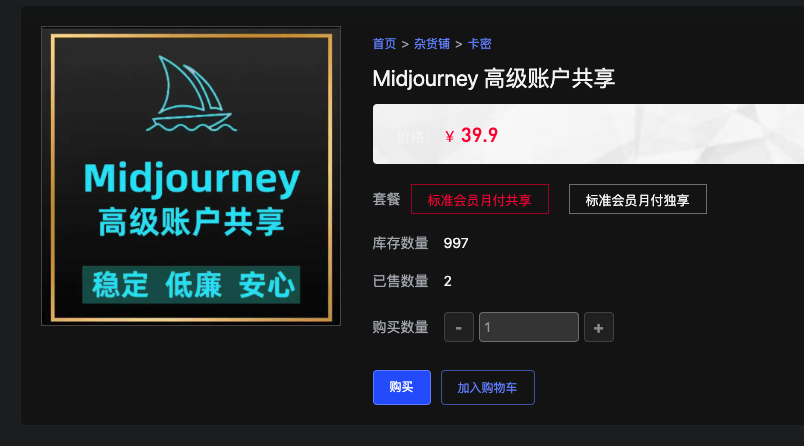 Midjourney
高级账户共享
稳定 低廉 安心
首页 > 杂货铺 > 卡密
Midjourney 高级账户共享
价格： ¥ 39.9
套餐 标准会员月付共享 标准会员月付独享
库存数量 997
已售数量 2
购买数量 - 1 +
购买 加入购物车